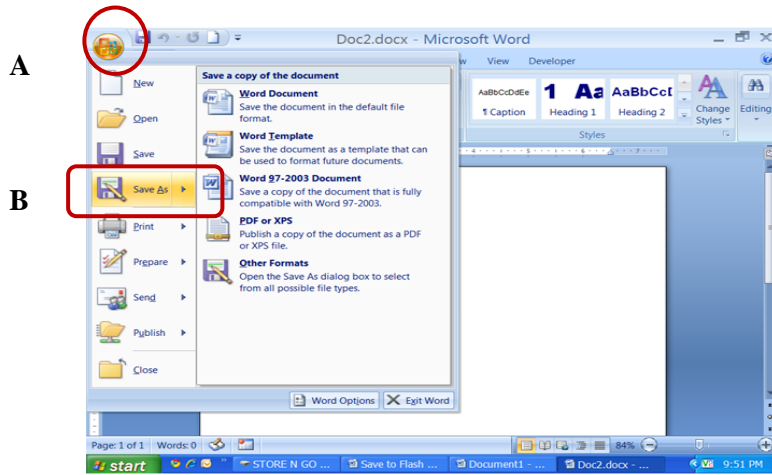 Doc2.docx - Microsoft Word
A
w View Developer
New
Save a copy of the document
Word Document
Save the document in the default file
format.
Open
Word Template
Save the document as a template that can
be used to format future documents.
Save
B
Save As
Word 97-2003 Document
Save a copy of the document that is fully
compatible with Word 97-2003.
Print
PDF or XPS
Publish a copy of the document as a PDF
or XPS file.
Prepare
Other Formats
Open the Save As dialog box to select
from all possible file types.
Send
Publish
Close
Word Options Exit Word
AaBbCcDdEe 1 Aa AaBbCcI
¶ Caption Heading 1 Heading 2
Change
Styles
Editing
Styles
Page: 1 of 1 Words: 0 84%
start STORE N GO ... Save to Flash ... Document1 - ... Doc2.docx - ... 9:51 PM